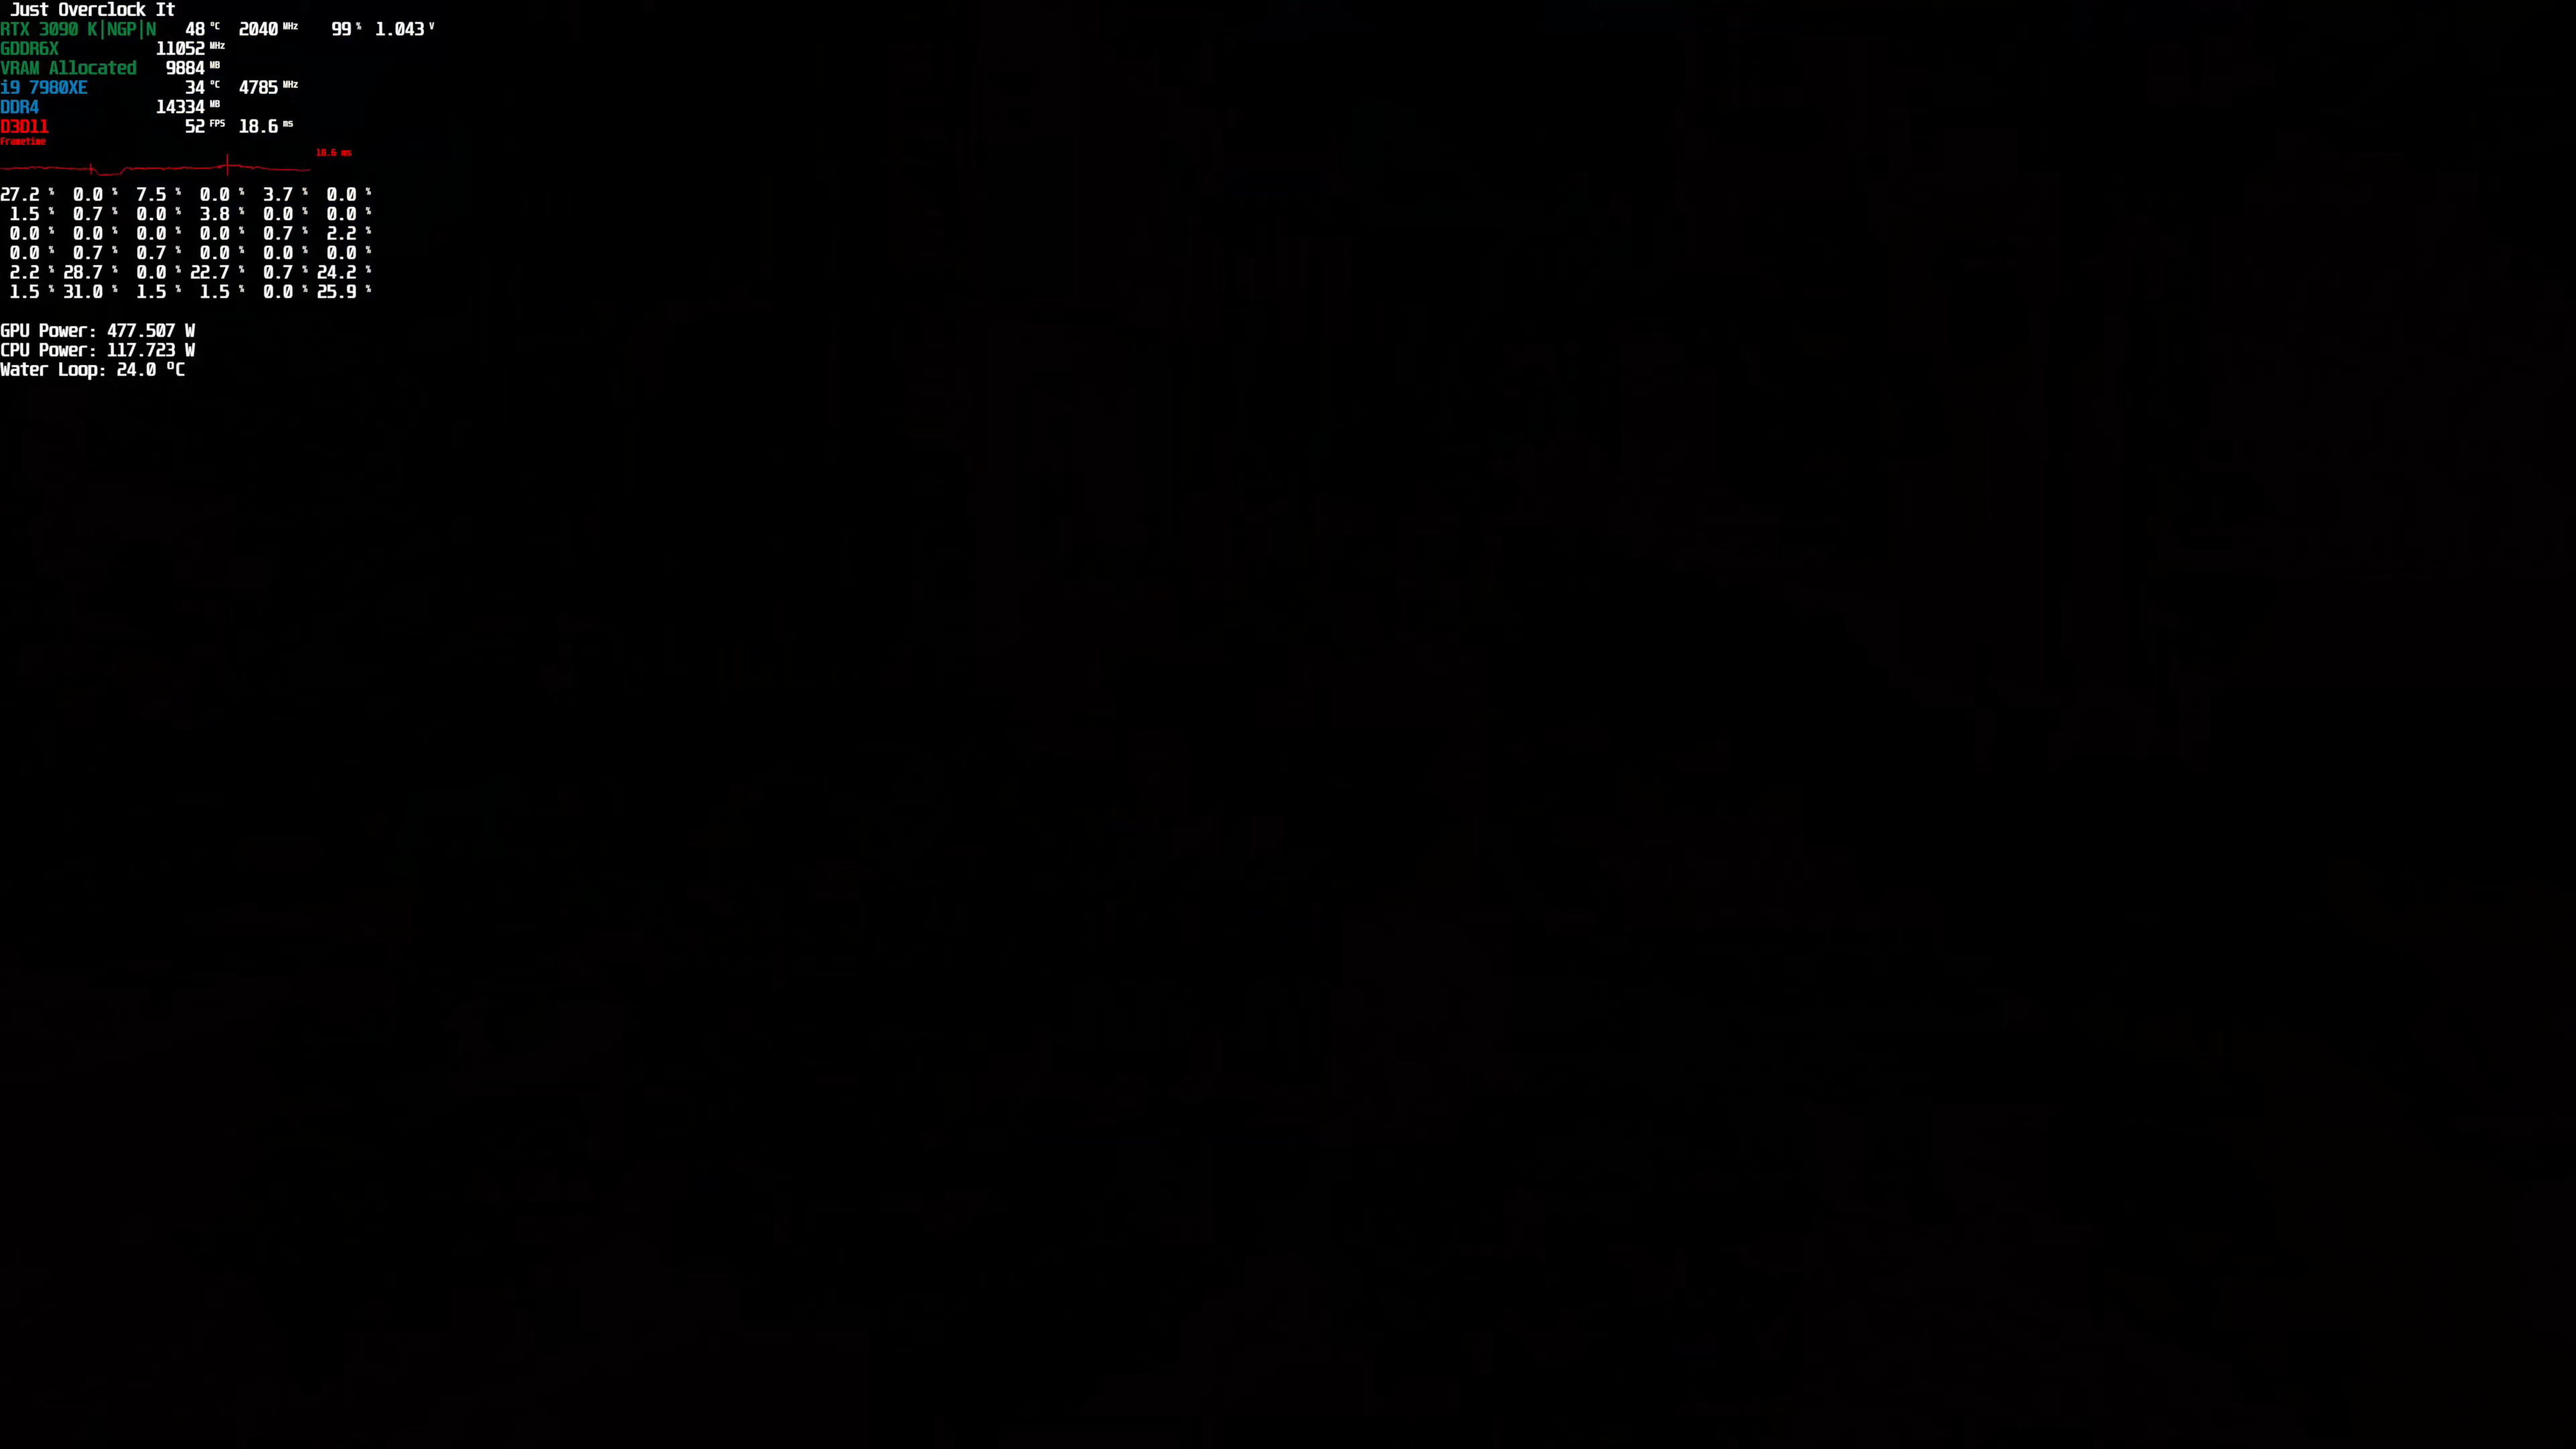 Just Overclock It
RTX 3090 K|NGP|N 48 °C 2040 MHz 99 % 1.043 V
GDDR6X 11052 MHz
VRAM Allocated 9884 MB
i9 7980XE 34 °C 4785 MHz
DDR4 14334 MB
D3D11 52 FPS 18.6 ms
Frametime
18.6 ms
27.2 % 0.0 % 7.5 % 0.0 % 3.7 % 0.0 %
1.5 % 0.7 % 0.0 % 3.8 % 0.0 % 0.0 %
0.0 % 0.0 % 0.0 % 0.0 % 0.7 % 2.2 %
0.0 % 0.7 % 0.7 % 0.0 % 0.0 % 0.0 %
2.2 % 28.7 % 0.0 % 22.7 % 0.7 % 24.2 %
1.5 % 31.0 % 1.5 % 1.5 % 0.0 % 25.9 %
GPU Power: 477.507 W
CPU Power: 117.723 W
Water Loop: 24.0 °C